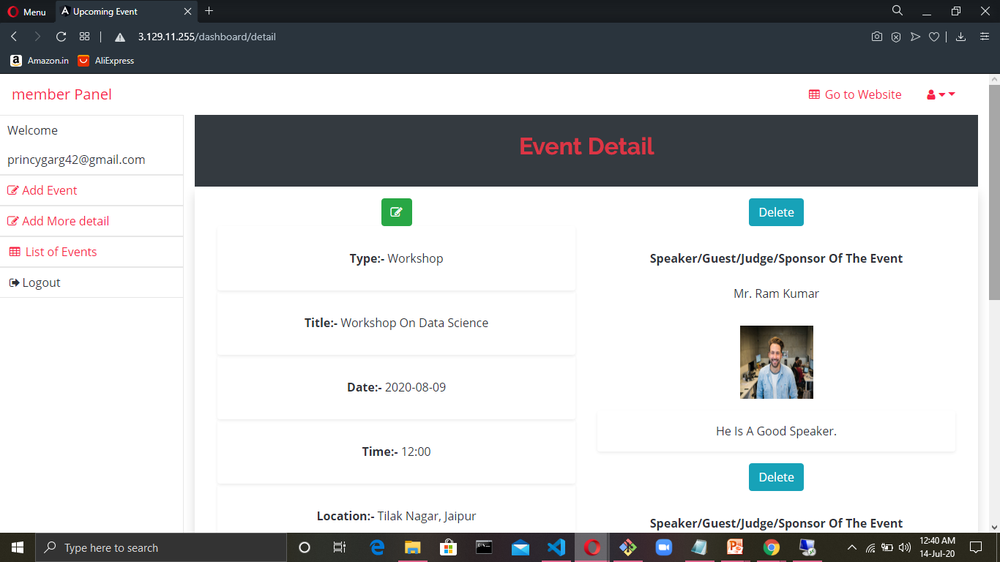 Menu
Upcoming Event
3.129.11.255/dashboard/detail
Amazon.in
AliExpress
member Panel
Go to Website
Welcome
princygarg42@gmail.com
Add Event
Add More detail
List of Events
Logout
Event Detail
Type:- Workshop
Title:- Workshop On Data Science
Date:- 2020-08-09
Time:- 12:00
Location:- Tilak Nagar, Jaipur
Delete
Speaker/Guest/Judge/Sponsor Of The Event
Mr. Ram Kumar
He Is A Good Speaker.
Delete
Speaker/Guest/Judge/Sponsor Of The Event
Type here to search
12:40 AM
14-Jul-20